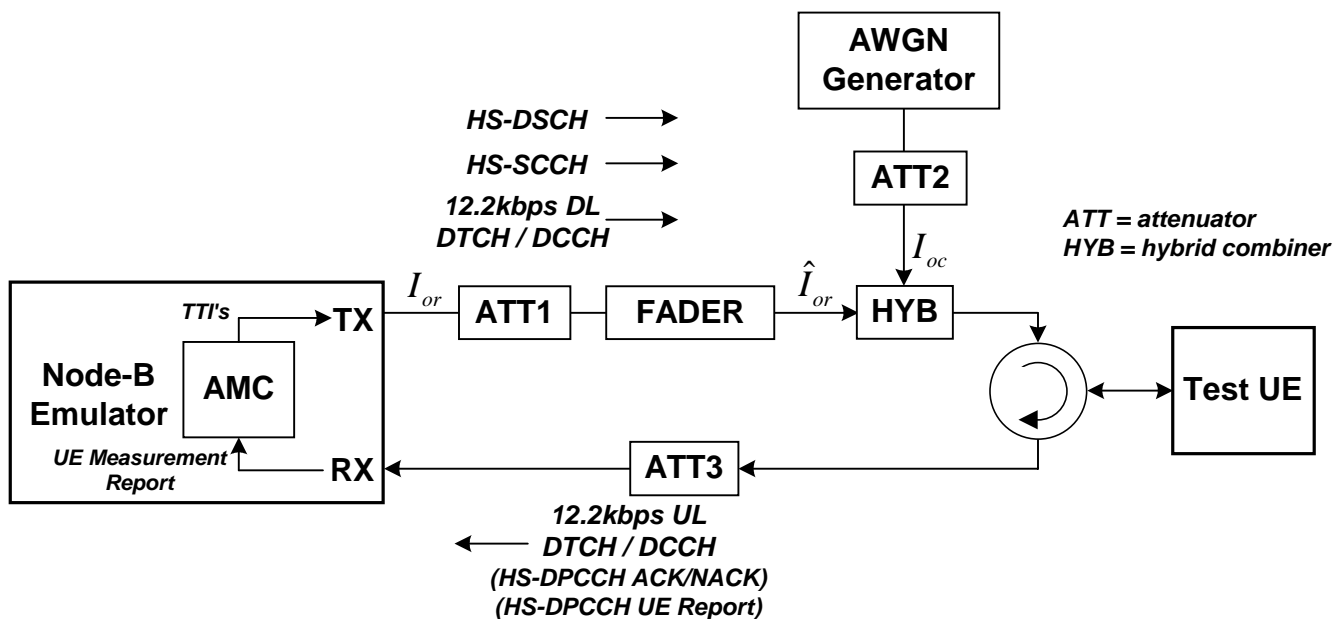 AWGN
Generator
HS-DSCH
HS-SCCH
12.2kbps DL
DTCH / DCCH
ATT2
ATT = attenuator
HYB = hybrid combiner
I_oc
I_or
Î_or
TTI's
TX
ATT1
FADER
HYB
Node-B
Emulator
AMC
Test UE
UE Measurement
Report
RX
ATT3
12.2kbps UL
DTCH / DCCH
(HS-DPCCH ACK/NACK)
(HS-DPCCH UE Report)